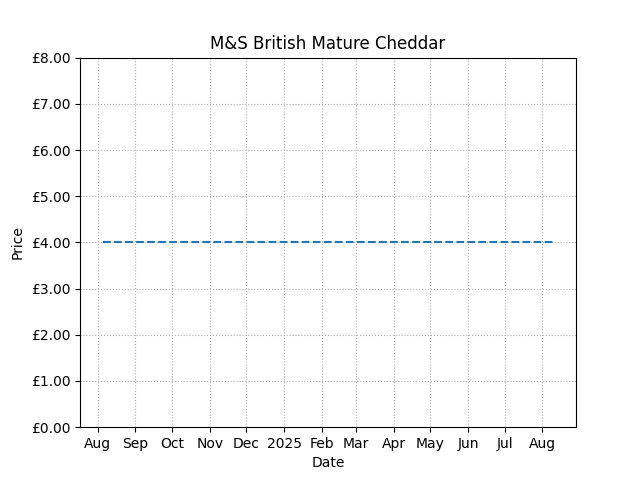 M&S British Mature Cheddar
£8.00
£7.00
£6.00
£5.00
£4.00
£3.00
£2.00
£1.00
£0.00
Price
Aug Sep Oct Nov Dec 2025 Feb Mar Apr May Jun Jul Aug
Date